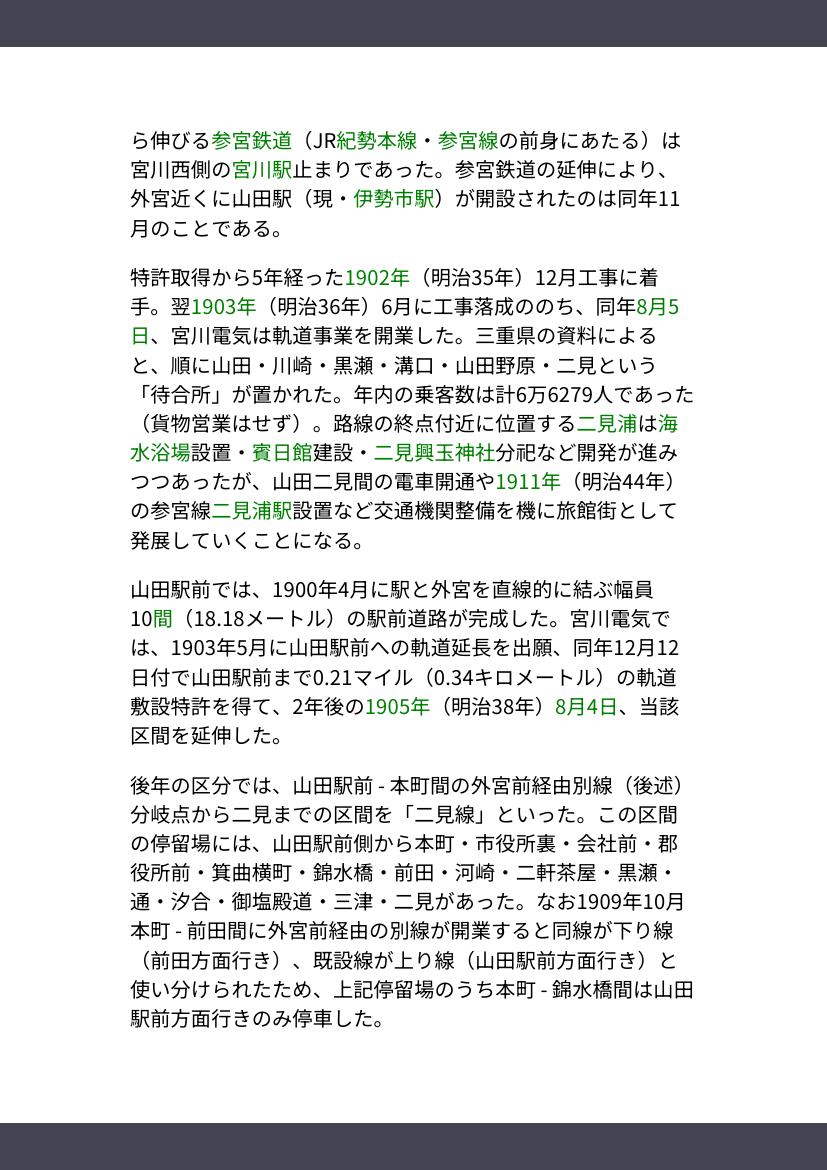 ら伸びる参宮鉄道（JR紀勢本線・参宮線の前身にあたる）は
宮川西側の宮川駅止まりであった。参宮鉄道の延伸により、
外宮近くに山田駅（現・伊勢市駅）が開設されたのは同年11
月のことである。
特許取得から5年経った1902年（明治35年）12月工事に着
手。翌1903年（明治36年）6月に工事落成ののち、同年8月5
日、宮川電気は軌道事業を開業した。三重県の資料による
と、順に山田・川崎・黒瀬・溝口・山田野原・二見という
「待合所」が置かれた。年内の乗客数は計6万6279人であった
（貨物営業はせず）。路線の終点付近に位置する二見浦は海
水浴場設置・賓日館建設・二見興玉神社分祀など開発が進み
つつあったが、山田二見間の電車開通や1911年（明治44年）
の参宮線二見浦駅設置など交通機関整備を機に旅館街として
発展していくことになる。
山田駅前では、1900年4月に駅と外宮を直線的に結ぶ幅員
10間（18.18メートル）の駅前道路が完成した。宮川電気で
は、1903年5月に山田駅前への軌道延長を出願、同年12月12
日付で山田駅前まで0.21マイル（0.34キロメートル）の軌道
敷設特許を得て、2年後の1905年（明治38年）8月4日、当該
区間を延伸した。
後年の区分では、山田駅前 - 本町間の外宮前経由別線（後述）
分岐点から二見までの区間を「二見線」といった。この区間
の停留場には、山田駅前側から本町・市役所裏・会社前・郡
役所前・箕曲横町・錦水橋・前田・河崎・二軒茶屋・黒瀬・
通・汐合・御塩殿道・三津・二見があった。なお1909年10月
本町 - 前田間に外宮前経由の別線が開業すると同線が下り線
（前田方面行き）、既設線が上り線（山田駅前方面行き）と
使い分けられたため、上記停留場のうち本町 - 錦水橋間は山田
駅前方面行きのみ停車した。